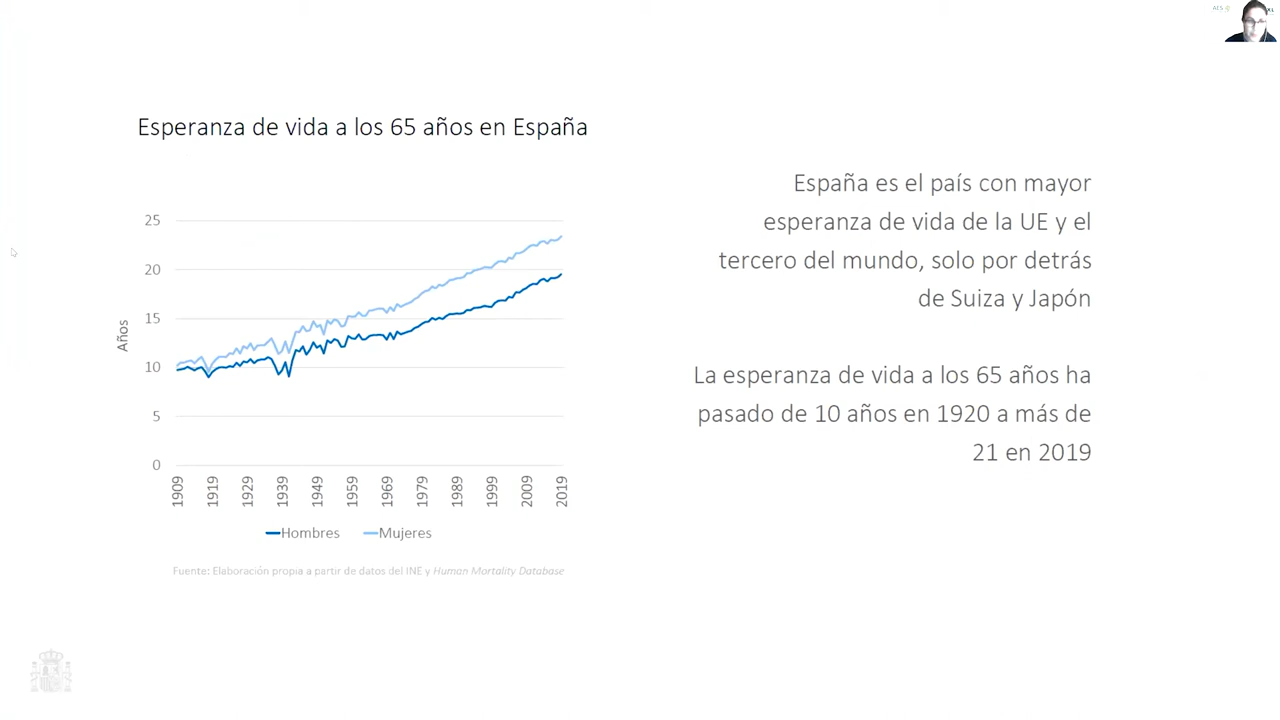 AES
Esperanza de vida a los 65 años en España
25
20
15
10
5
0
Años
1909
1919
1929
1939
1949
1959
1969
1979
1989
1999
2009
2019
Hombres
Mujeres
Fuente: Elaboración propia a partir de datos del INE y Human Mortality Database
España es el país con mayor
esperanza de vida de la UE y el
tercero del mundo, solo por detrás
de Suiza y Japón
La esperanza de vida a los 65 años ha
pasado de 10 años en 1920 a más de
21 en 2019